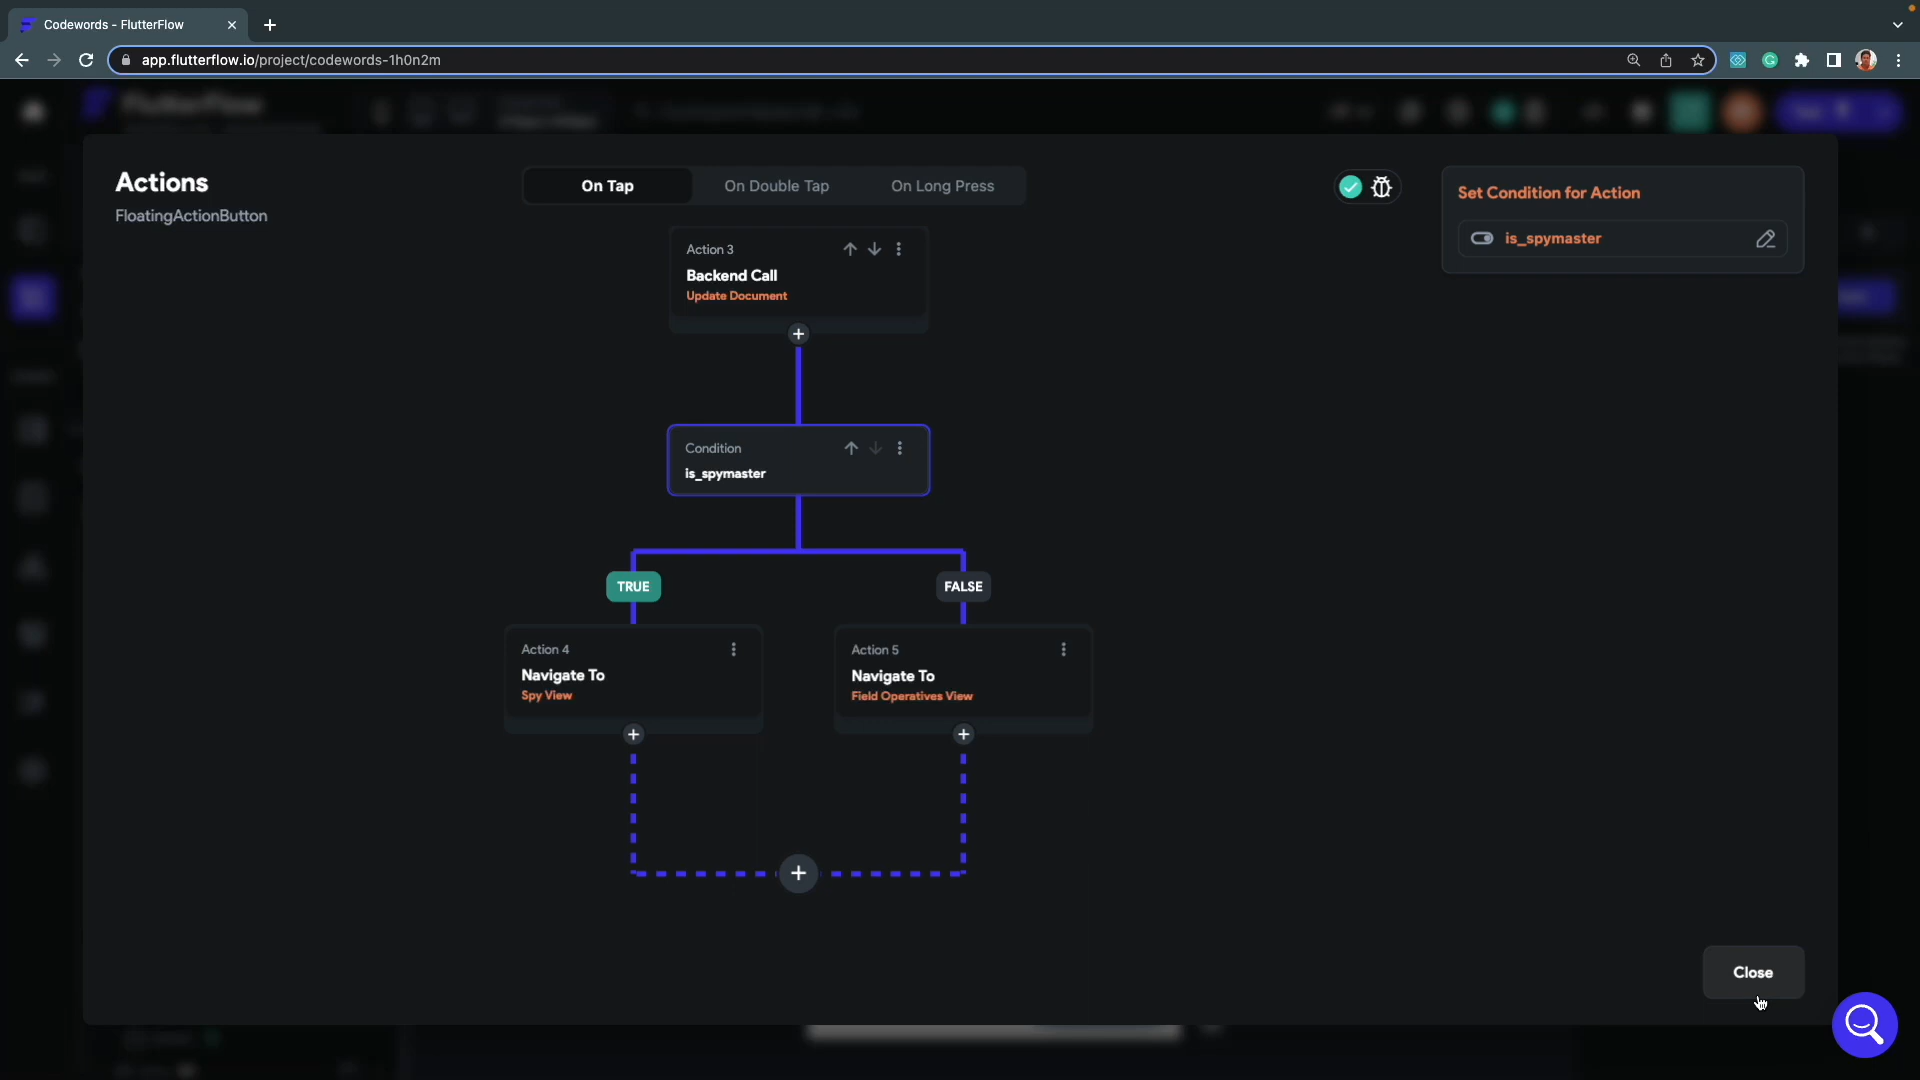 Codewords - FlutterFlow
app.flutterflow.io/project/codewords-1h0n2m
FlutterFlow
Actions
FloatingActionButton
On Tap
On Double Tap
On Long Press
Set Condition for Action
is_spymaster
Action 3
Backend Call
Update Document
Condition
is_spymaster
TRUE
FALSE
Action 4
Navigate To
Spy View
Action 5
Navigate To
Field Operatives View
Close